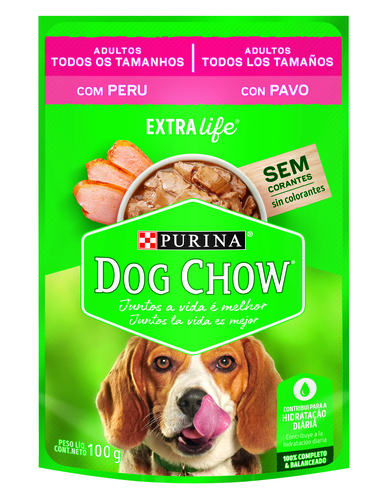 ADULTOS
TODOS OS TAMANHOS
ADULTOS
TODOS LOS TAMAÑOS
COM PERU
CON PAVO
EXTRA life®
SEM
CORANTES
sin colorantes
PURINA®
DOG CHOW®
Juntos a vida é melhor
Juntos la vida es mejor
CONTRIBUI PARA A
HIDRATAÇÃO
DIÁRIA
Contribuye a la
hidratación diaria
100% COMPLETO
& BALANCEADO
PESO LÍQ.
CONT.NETO 100g